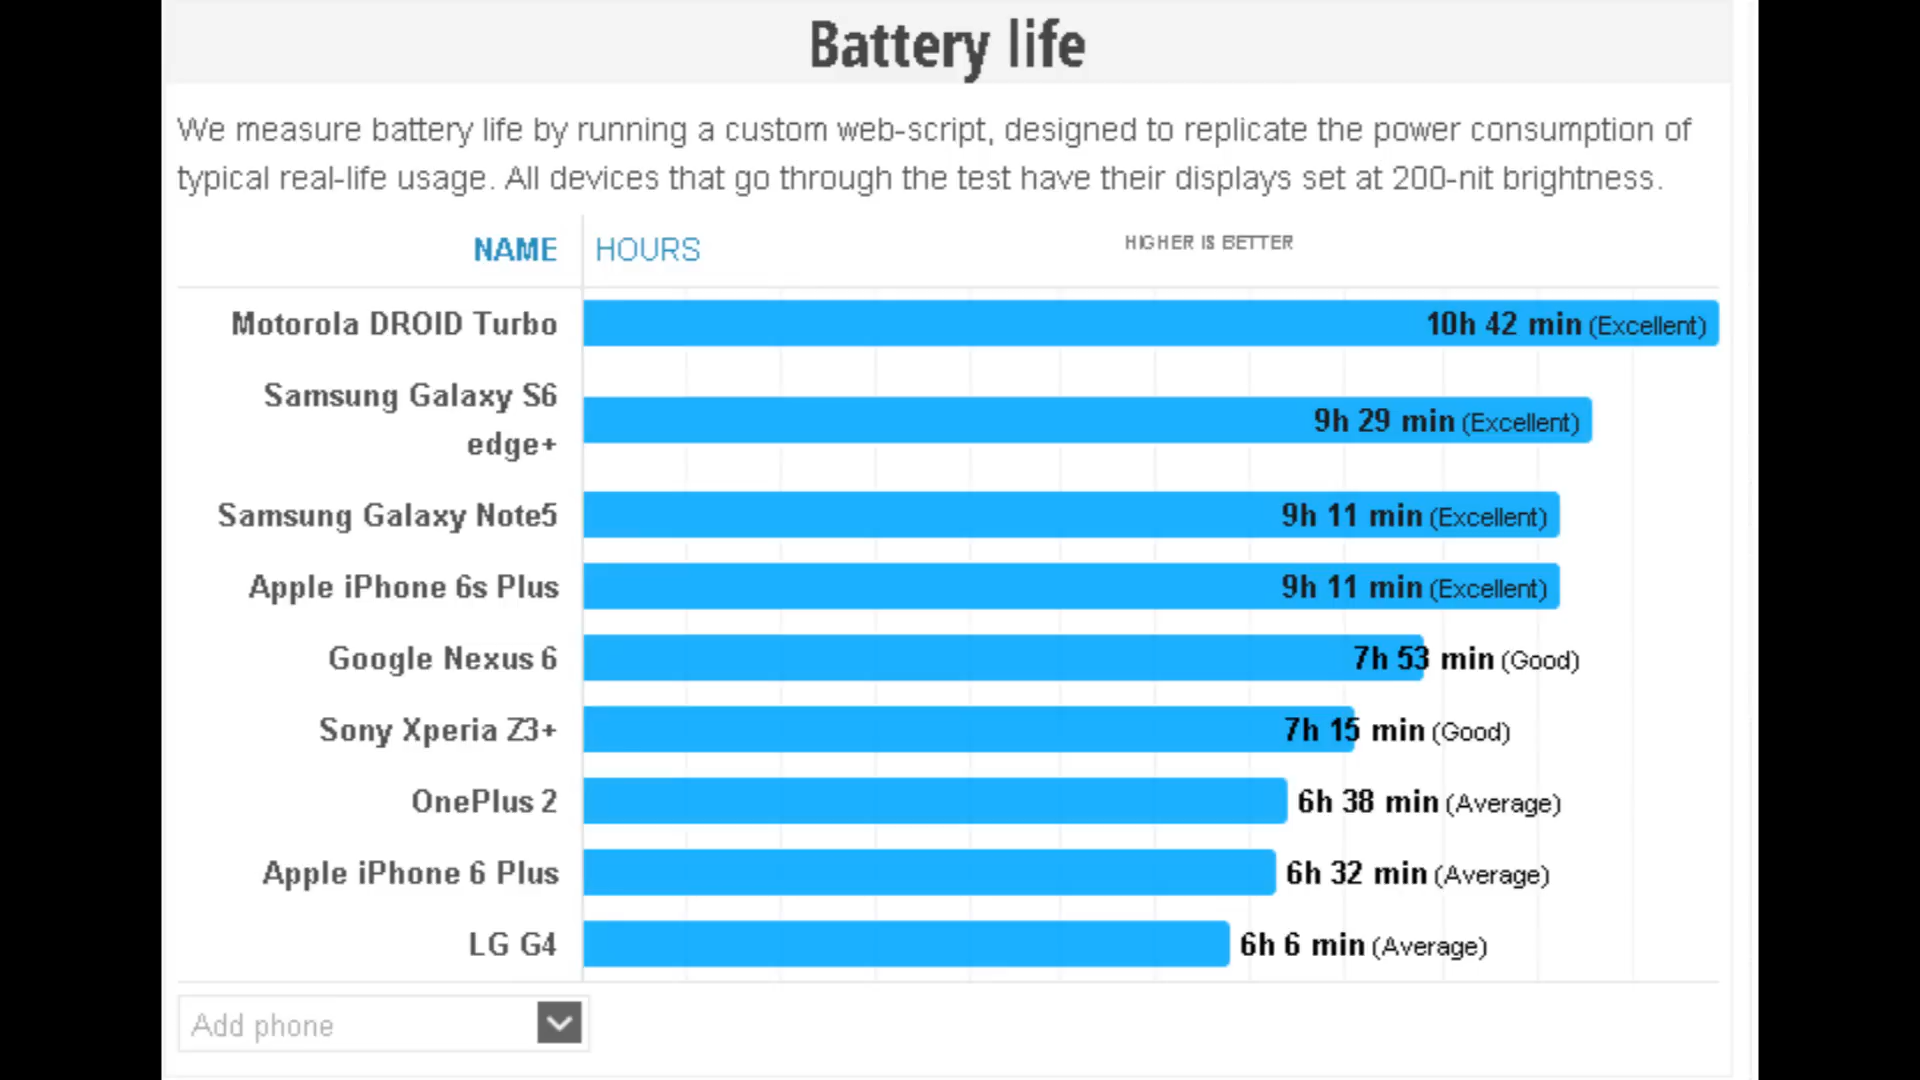 Battery life
We measure battery life by running a custom web-script, designed to replicate the power consumption of
typical real-life usage. All devices that go through the test have their displays set at 200-nit brightness.
NAME HOURS HIGHER IS BETTER
Motorola DROID Turbo 10h 42 min (Excellent)
Samsung Galaxy S6
edge+ 9h 29 min (Excellent)
Samsung Galaxy Note5 9h 11 min (Excellent)
Apple iPhone 6s Plus 9h 11 min (Excellent)
Google Nexus 6 7h 53 min (Good)
Sony Xperia Z3+ 7h 15 min (Good)
OnePlus 2 6h 38 min (Average)
Apple iPhone 6 Plus 6h 32 min (Average)
LG G4 6h 6 min (Average)
Add phone